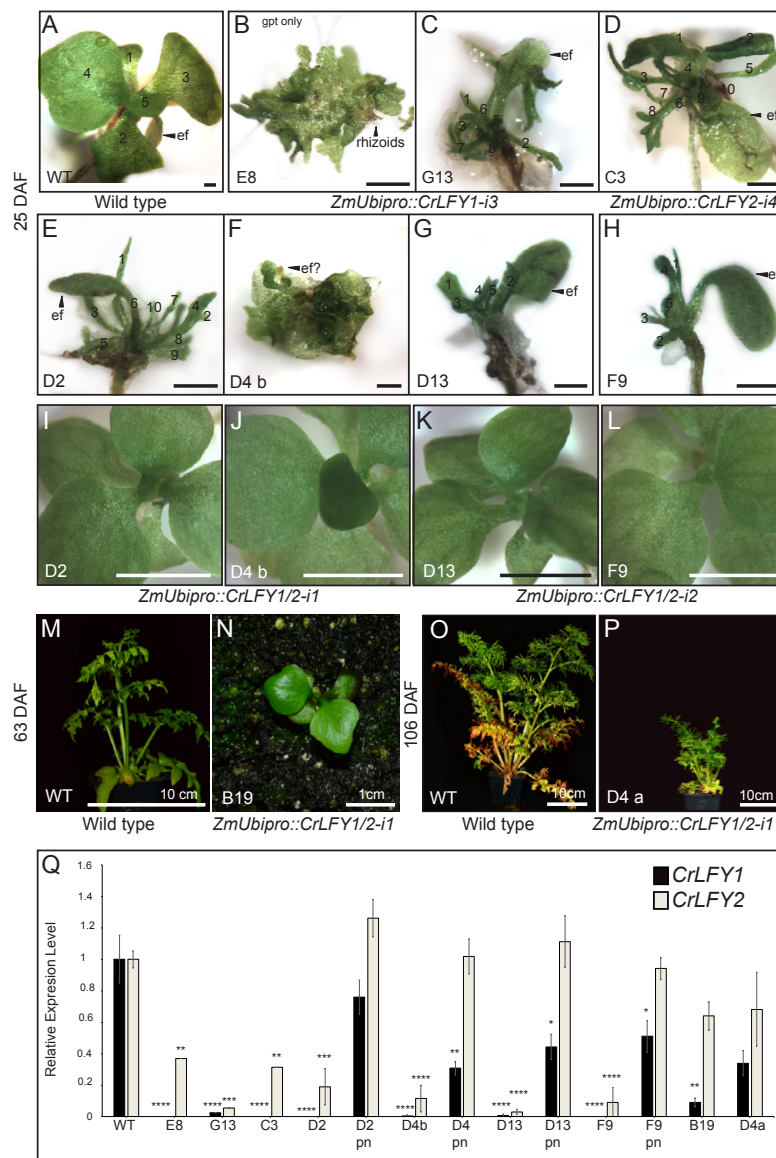 A
1
4
3
5
2
ef
WT
B
gpt only
rhizoids
E8
C
ef
1
6
5
3
7
2
G13
D
1
2
4
5
3
7
10
6
9
8
ef
C3
25 DAF
Wild type
ZmUbipro::CrLFY1-i3
ZmUbipro::CrLFY2-i4
E
1
ef
3
6
10
7
4
2
5
8
9
D2
F
ef?
D4 b
G
1
4
5
2
3
ef
D13
H
4
1
5
3
2
ef
F9
I
D2
J
D4 b
K
D13
L
F9
ZmUbipro::CrLFY1/2-i1
ZmUbipro::CrLFY1/2-i2
63 DAF
M
WT
10 cm
Wild type
N
B19
1cm
ZmUbipro::CrLFY1/2-i1
106 DAF
O
WT
10cm
Wild type
P
D4 a
10cm
ZmUbipro::CrLFY1/2-i1
Q
Relative Expresion Level
1.6
1.4
1.2
1
0.8
0.6
0.4
0.2
0
CrLFY1
CrLFY2
**** **
**** ***
**** **
**** ***
**** ****
**
**** ****
*
**** ****
*
**
WT E8 G13 C3 D2 D2 pn D4b D4 pn D13 D13 pn F9 F9 pn B19 D4a